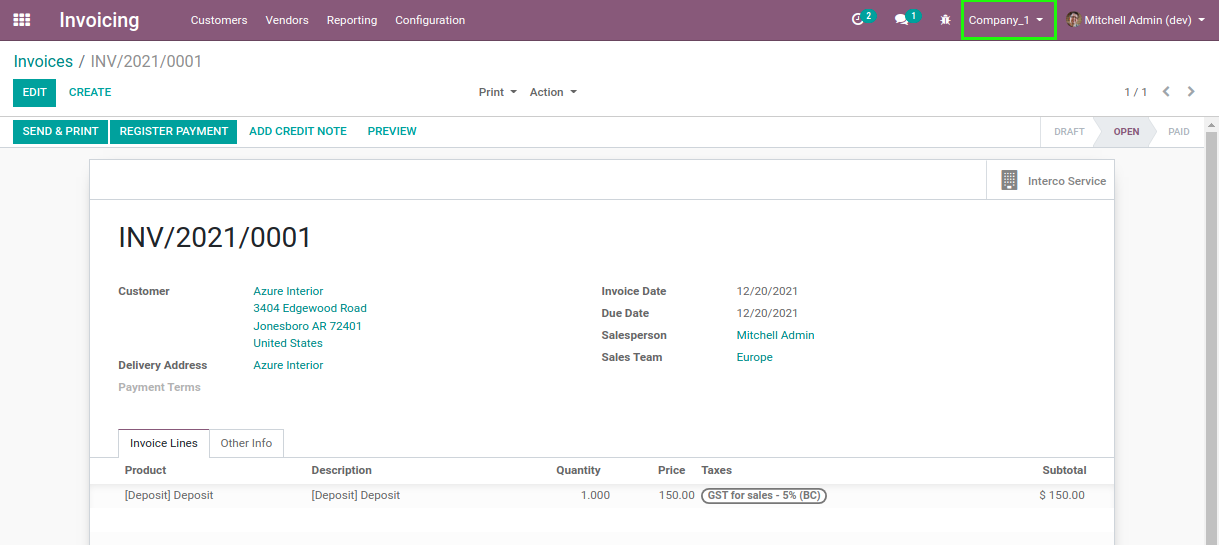 Invoicing Customers Vendors Reporting Configuration 2 1 Company_1 Mitchell Admin (dev)
Invoices / INV/2021/0001
EDIT CREATE Print Action 1 / 1
SEND & PRINT REGISTER PAYMENT ADD CREDIT NOTE PREVIEW DRAFT OPEN PAID
Interco Service
INV/2021/0001
Customer Azure Interior Invoice Date 12/20/2021
3404 Edgewood Road Due Date 12/20/2021
Jonesboro AR 72401 Salesperson Mitchell Admin
United States Sales Team Europe
Delivery Address Azure Interior
Payment Terms
Invoice Lines Other Info
Product Description Quantity Price Taxes Subtotal
[Deposit] Deposit [Deposit] Deposit 1.000 150.00 GST for sales - 5% (BC) $ 150.00